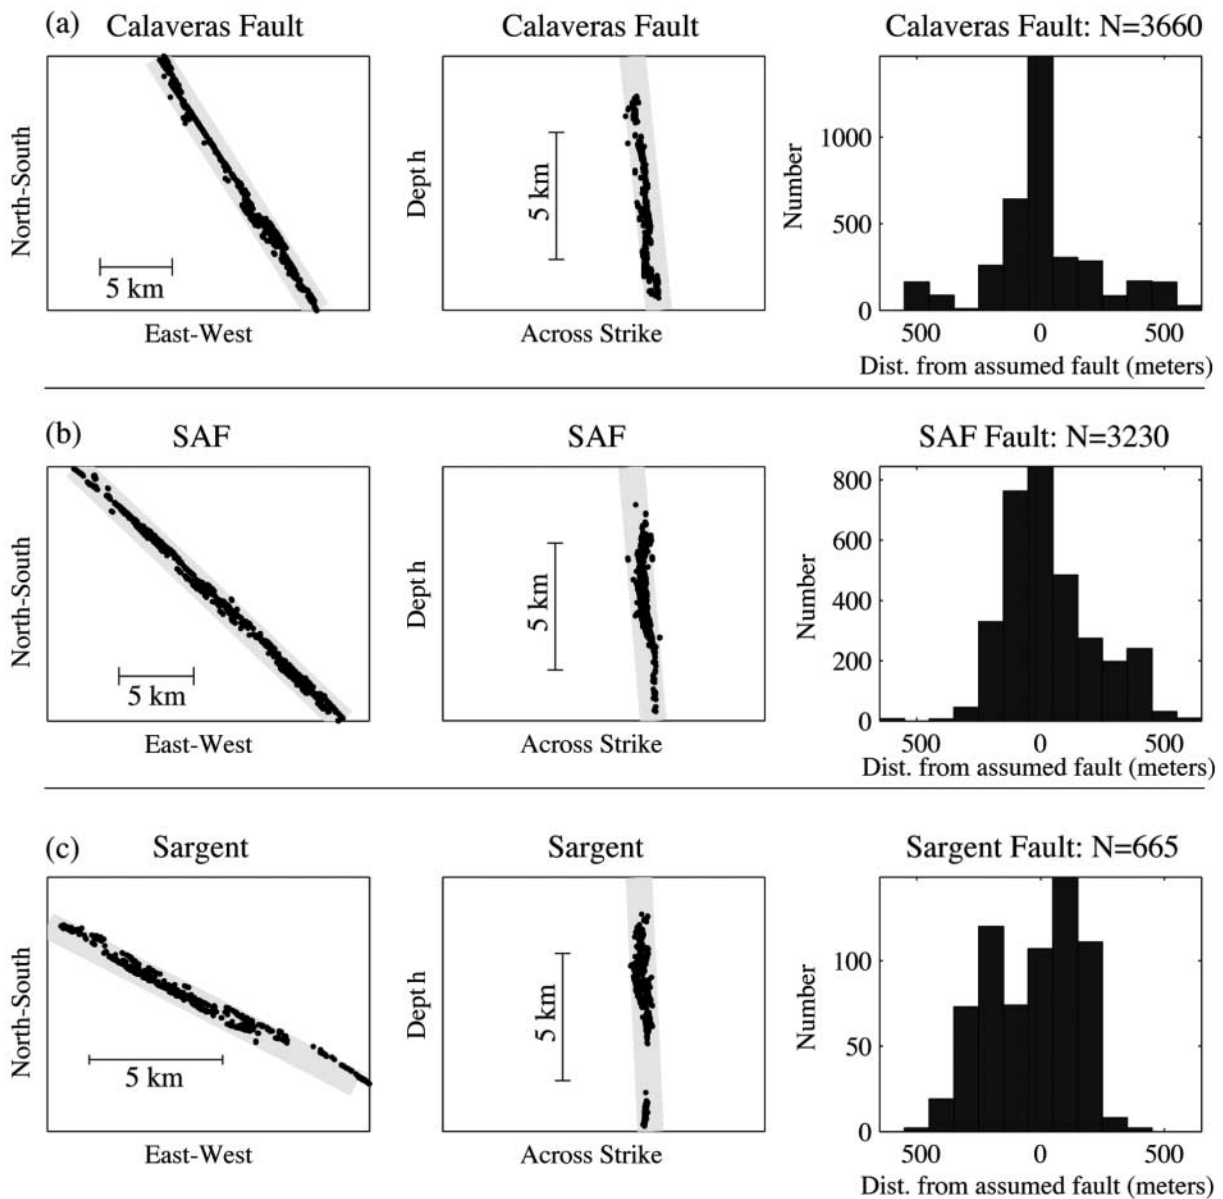 (a)
Calaveras Fault
North-South
5 km
East-West
Calaveras Fault
Depth
5 km
Across Strike
Calaveras Fault: N=3660
Number
1000
500
0
500 0 500
Dist. from assumed fault (meters)
(b)
SAF
North-South
5 km
East-West
SAF
Depth
5 km
Across Strike
SAF Fault: N=3230
Number
800
600
400
200
0
500 0 500
Dist. from assumed fault (meters)
(c)
Sargent
North-South
5 km
East-West
Sargent
Depth
5 km
Across Strike
Sargent Fault: N=665
Number
100
50
0
500 0 500
Dist. from assumed fault (meters)